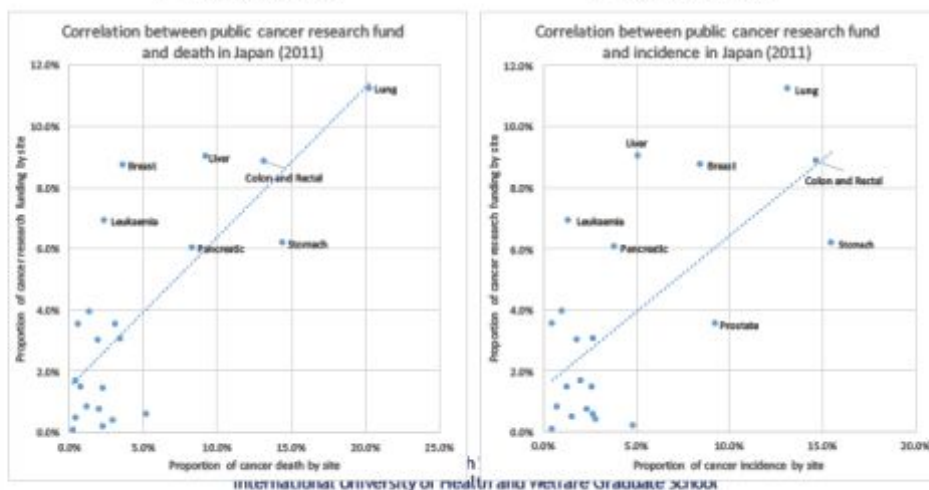 Correlation between public cancer research fund
and death in Japan (2011)
12.0%
10.0%
8.0%
6.0%
4.0%
2.0%
0.0%
Proportion of cancer research funding by site
Lung
Liver
Breast
Colon and Rectal
Leukaemia
Pancreatic
Stomach
0.0% 5.0% 10.0% 15.0% 20.0%
Proportion of cancer death by site
Correlation between public cancer research fund
and incidence in Japan (2011)
12.0%
10.0%
8.0%
6.0%
4.0%
2.0%
0.0%
Proportion of cancer research funding by site
Lung
Liver
Breast
Colon and Rectal
Leukaemia
Pancreatic
Stomach
Prostate
0.0% 5.0% 10.0% 15.0% 20.0%
Proportion of cancer incidence by site
International University of Health and Welfare Graduate School